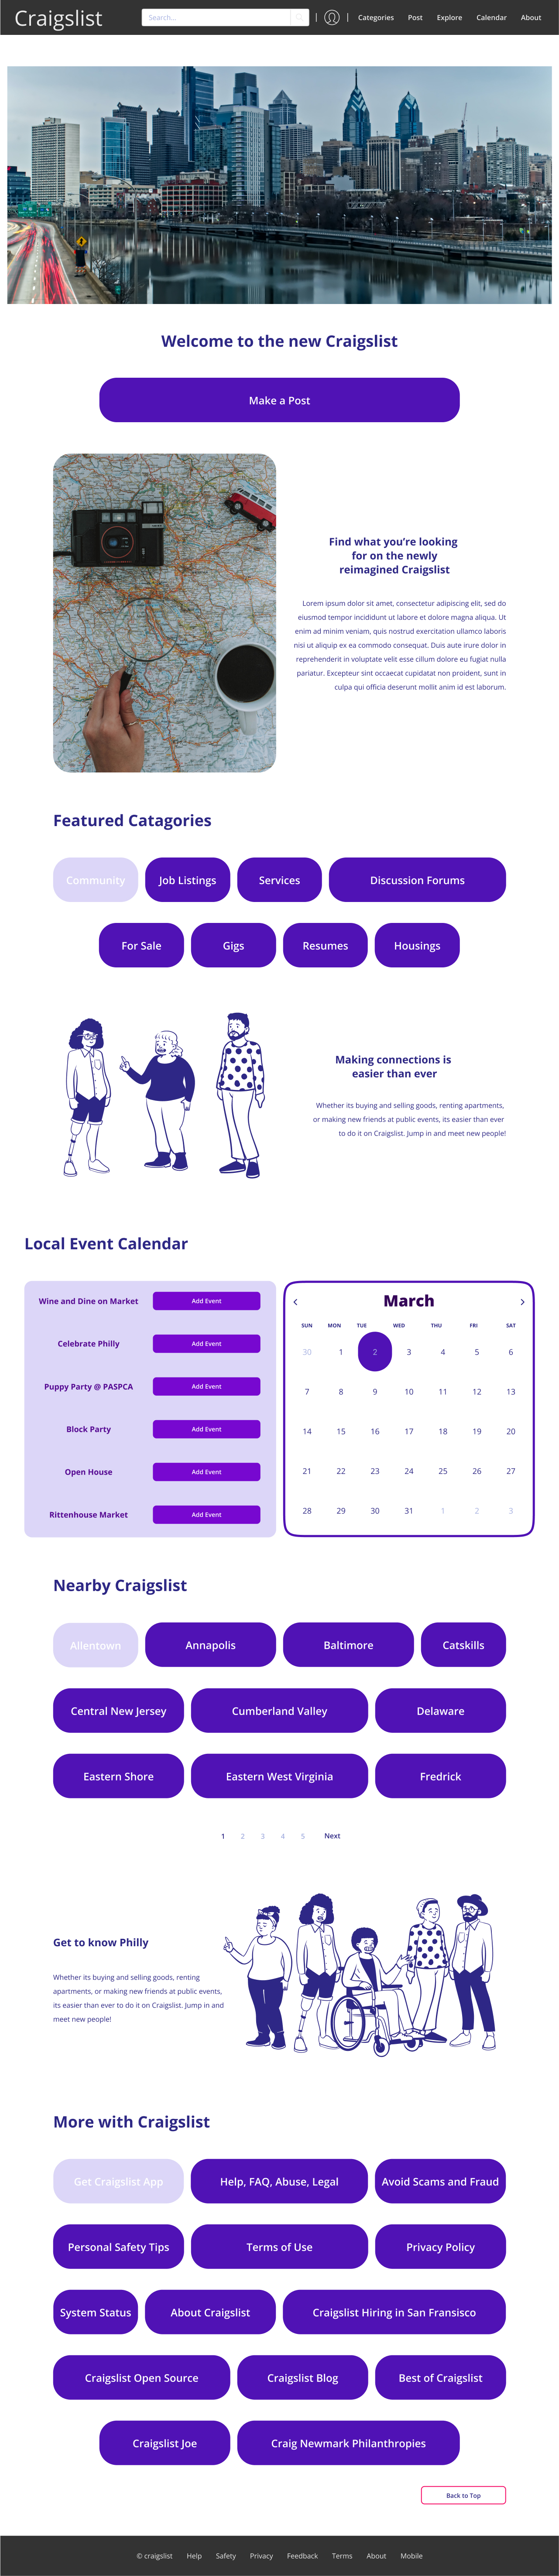 Craigslist
Search...
Categories
Post
Explore
Calendar
About
Welcome to the new Craigslist
Make a Post
Find what you’re looking
for on the newly
reimagined Craigslist
Lorem ipsum dolor sit amet, consectetur adipiscing elit, sed do
eiusmod tempor incididunt ut labore et dolore magna aliqua. Ut
enim ad minim veniam, quis nostrud exercitation ullamco laboris
nisi ut aliquip ex ea commodo consequat. Duis aute irure dolor in
reprehenderit in voluptate velit esse cillum dolore eu fugiat nulla
pariatur. Excepteur sint occaecat cupidatat non proident, sunt in
culpa qui officia deserunt mollit anim id est laborum.
Featured Catagories
Community
Job Listings
Services
Discussion Forums
For Sale
Gigs
Resumes
Housings
Making connections is
easier than ever
Whether its buying and selling goods, renting apartments,
or making new friends at public events, its easier than ever
to do it on Craigslist. Jump in and meet new people!
Local Event Calendar
Wine and Dine on Market
Add Event
Celebrate Philly
Add Event
Puppy Party @ PASPCA
Add Event
Block Party
Add Event
Open House
Add Event
Rittenhouse Market
Add Event
March
SUN MON TUE WED THU FRI SAT
30 1 2 3 4 5 6
7 8 9 10 11 12 13
14 15 16 17 18 19 20
21 22 23 24 25 26 27
28 29 30 31 1 2 3
Nearby Craigslist
Allentown
Annapolis
Baltimore
Catskills
Central New Jersey
Cumberland Valley
Delaware
Eastern Shore
Eastern West Virginia
Fredrick
1 2 3 4 5 Next
Get to know Philly
Whether its buying and selling goods, renting
apartments, or making new friends at public events,
its easier than ever to do it on Craigslist. Jump in and
meet new people!
More with Craigslist
Get Craigslist App
Help, FAQ, Abuse, Legal
Avoid Scams and Fraud
Personal Safety Tips
Terms of Use
Privacy Policy
System Status
About Craigslist
Craigslist Hiring in San Fransisco
Craigslist Open Source
Craigslist Blog
Best of Craigslist
Craigslist Joe
Craig Newmark Philanthropies
Back to Top
© craigslist
Help
Safety
Privacy
Feedback
Terms
About
Mobile